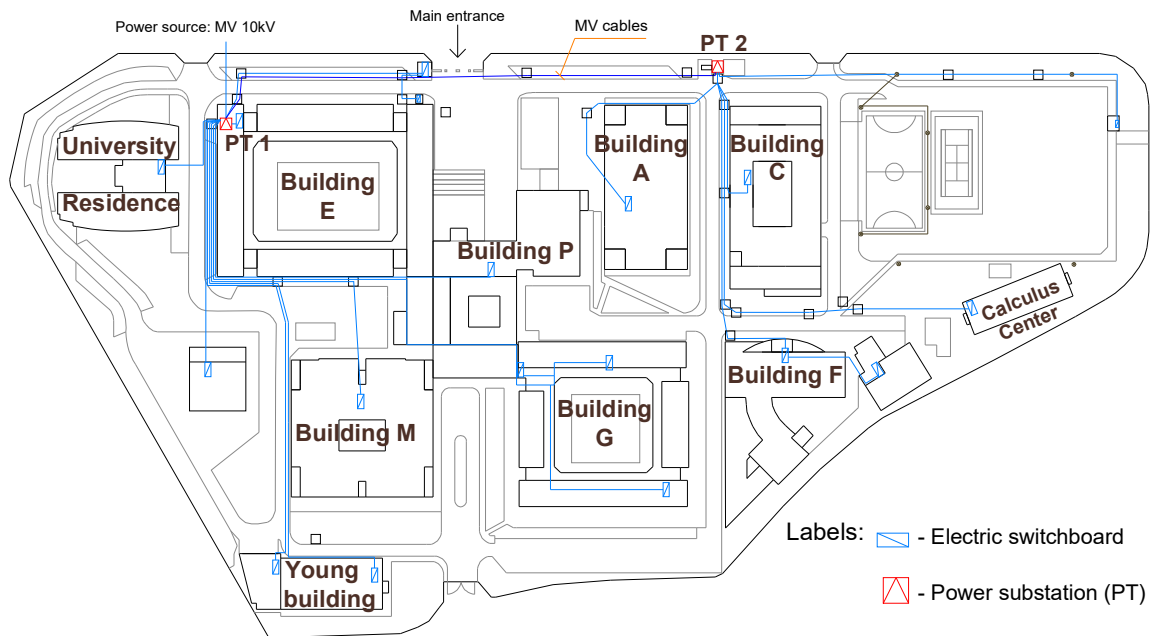 Main entrance
Power source: MV 10kV
MV cables
PT 2
PT 1
University
Residence
Building
E
Building
A
Building
C
Building P
Calculus
Center
Building F
Building M
Building
G
Young
building
Labels:
- Electric switchboard
- Power substation (PT)